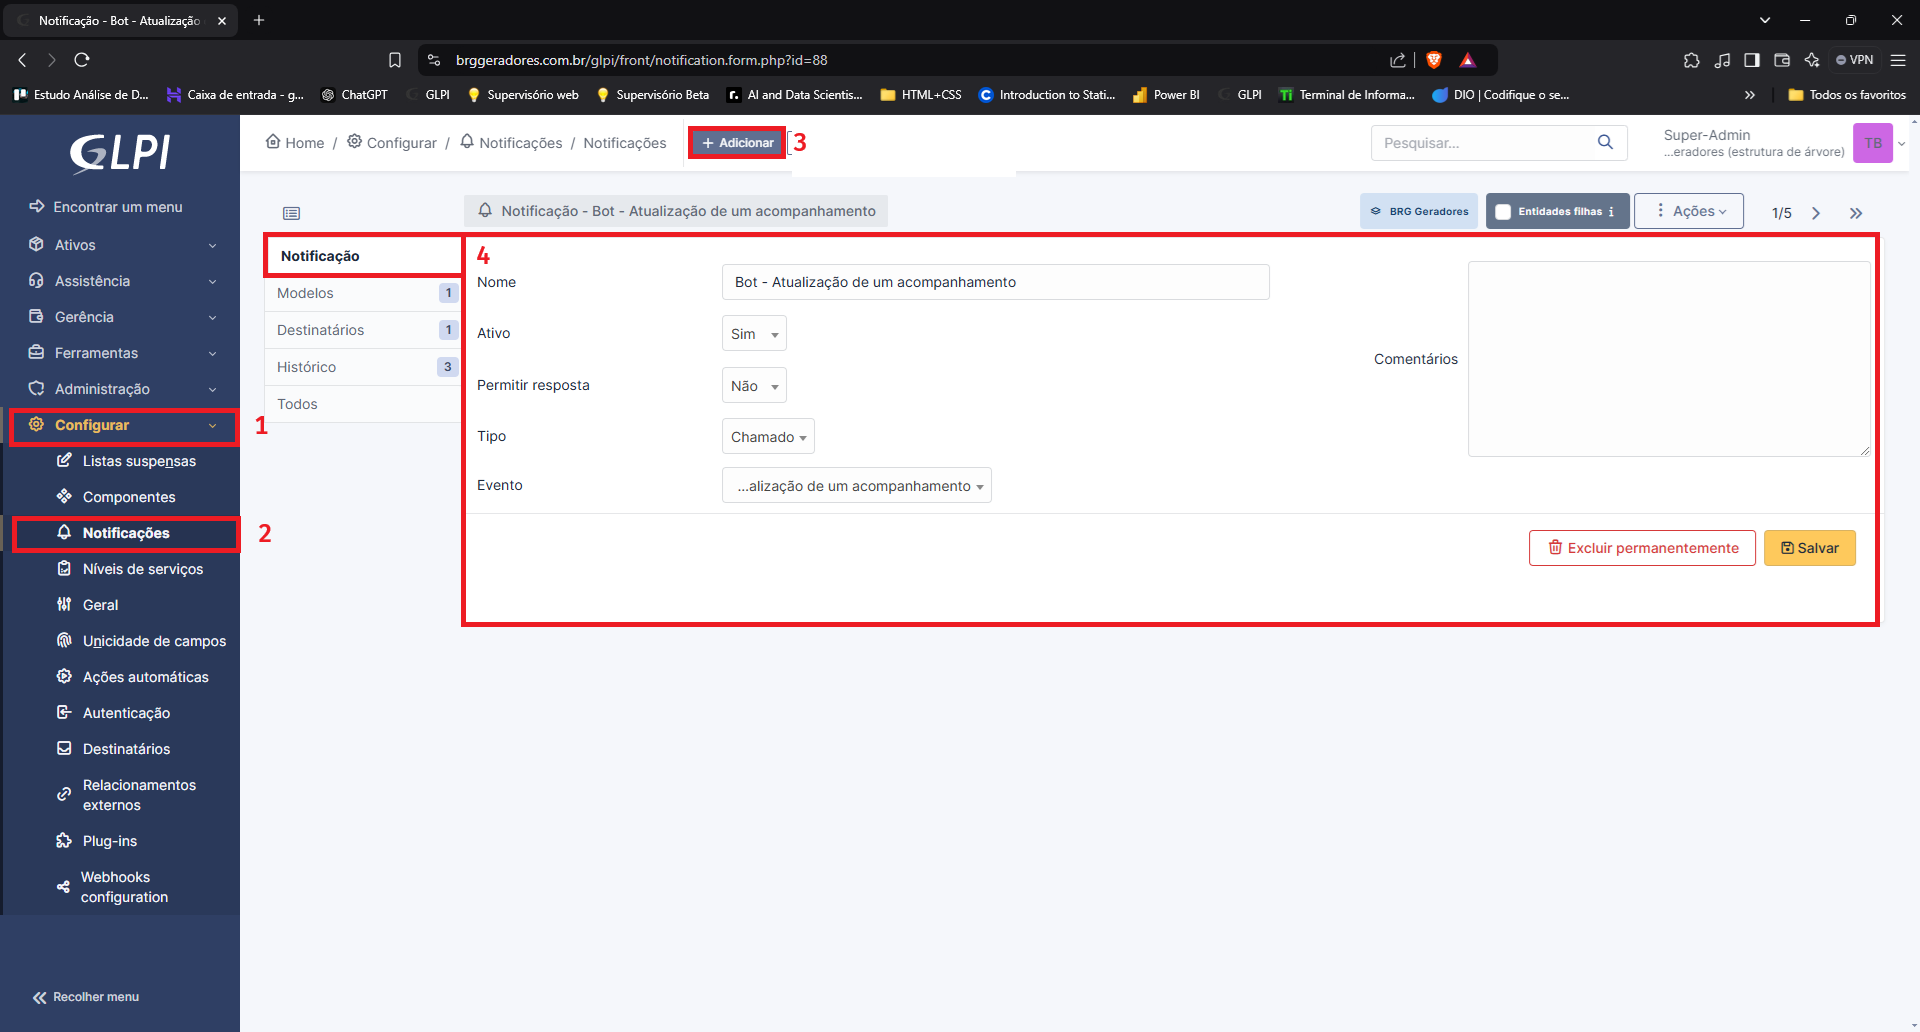 Notificação - Bot - Atualização
brggeradores.com.br/glpi/front/notification.form.php?id=88
VPN
Estudo Análise de D...
Caixa de entrada - g...
ChatGPT
GLPI
Supervisório web
Supervisório Beta
AI and Data Scientis...
HTML+CSS
Introduction to Stati...
Power BI
GLPI
Terminal de Informa...
DIO | Codifique o se...
Todos os favoritos
GLPI
Home / Configurar / Notificações / Notificações
+ Adicionar
3
Pesquisar...
Super-Admin
...eradores (estrutura de árvore)
TB
Encontrar um menu
Ativos
Assistência
Gerência
Ferramentas
Administração
Configurar
1
Listas suspensas
Componentes
Notificações
2
Níveis de serviços
Geral
Unicidade de campos
Ações automáticas
Autenticação
Destinatários
Relacionamentos
externos
Plug-ins
Webhooks
configuration
Recolher menu
Notificação - Bot - Atualização de um acompanhamento
BRG Geradores
Entidades filhas i
Ações
1/5
Notificação
Modelos 1
Destinatários 1
Histórico 3
Todos
4
Nome
Bot - Atualização de um acompanhamento
Ativo
Sim
Permitir resposta
Não
Tipo
Chamado
Evento
...alização de um acompanhamento
Comentários
Excluir permanentemente
Salvar